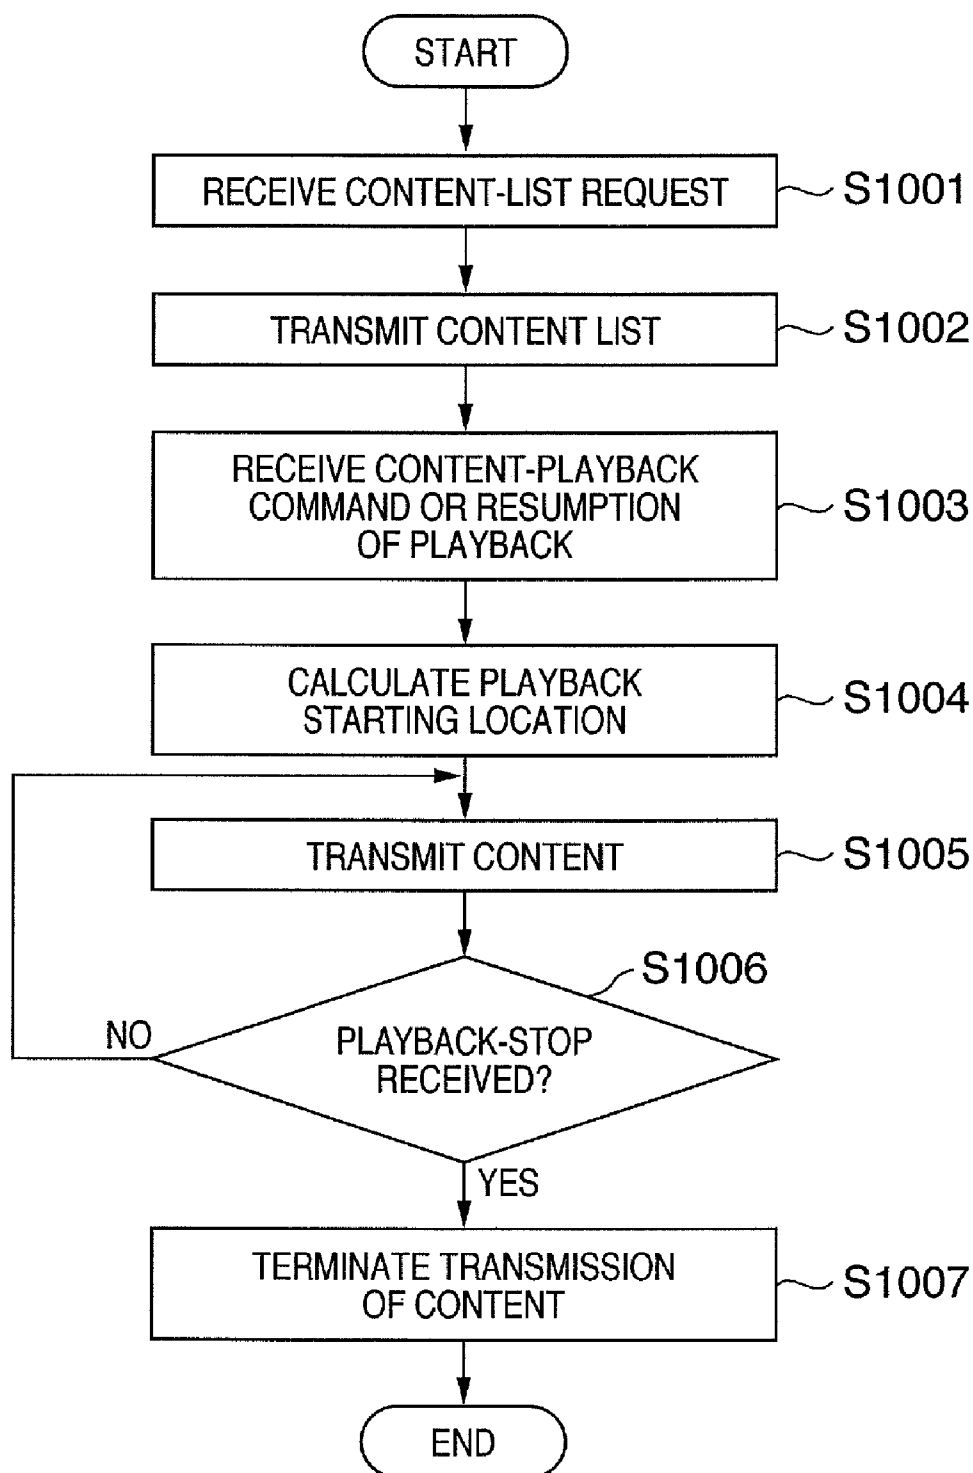 START
RECEIVE CONTENT-LIST REQUEST
S1001
TRANSMIT CONTENT LIST
S1002
RECEIVE CONTENT-PLAYBACK
COMMAND OR RESUMPTION
OF PLAYBACK
S1003
CALCULATE PLAYBACK
STARTING LOCATION
S1004
TRANSMIT CONTENT
S1005
S1006
PLAYBACK-STOP
RECEIVED?
NO
YES
TERMINATE TRANSMISSION
OF CONTENT
S1007
END